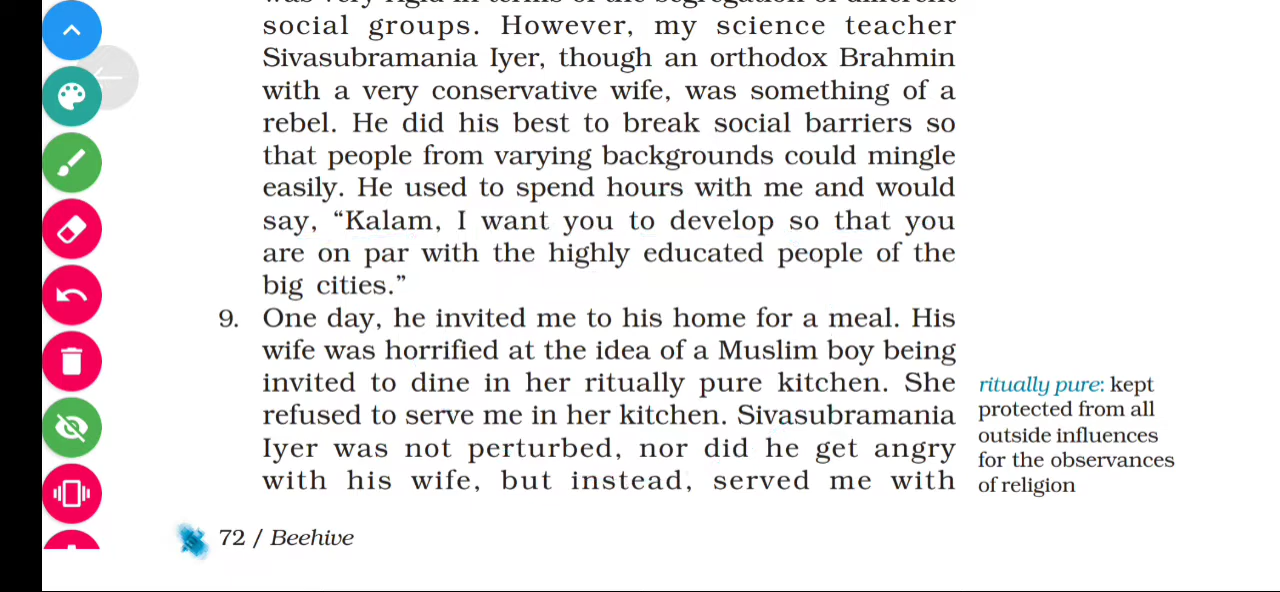 social groups. However, my science teacher
Sivasubramania Iyer, though an orthodox Brahmin
with a very conservative wife, was something of a
rebel. He did his best to break social barriers so
that people from varying backgrounds could mingle
easily. He used to spend hours with me and would
say, “Kalam, I want you to develop so that you
are on par with the highly educated people of the
big cities.”
9. One day, he invited me to his home for a meal. His
wife was horrified at the idea of a Muslim boy being
invited to dine in her ritually pure kitchen. She
refused to serve me in her kitchen. Sivasubramania
Iyer was not perturbed, nor did he get angry
with his wife, but instead, served me with
ritually pure: kept
protected from all
outside influences
for the observances
of religion
72 / Beehive